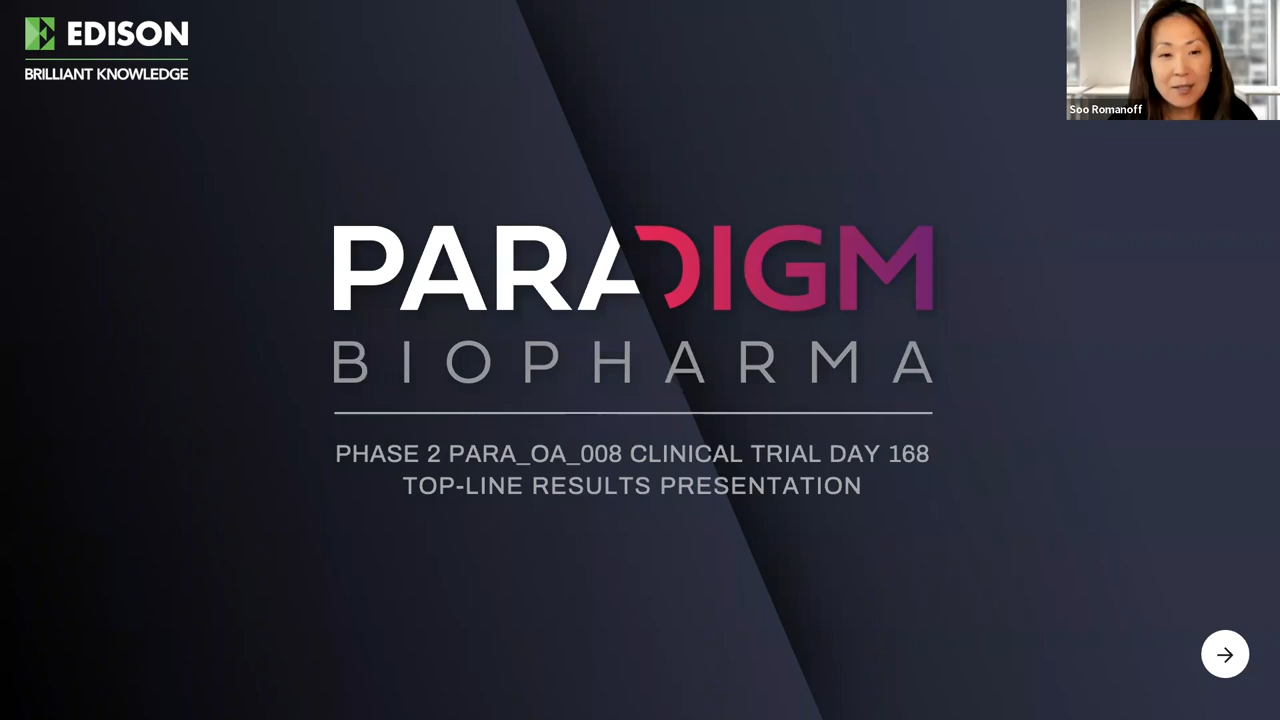 EDISON
BRILLIANT KNOWLEDGE
Soo Romanoff
PARADIGM
BIOPHARMA
PHASE 2 PARA_OA_008 CLINICAL TRIAL DAY 168
TOP-LINE RESULTS PRESENTATION